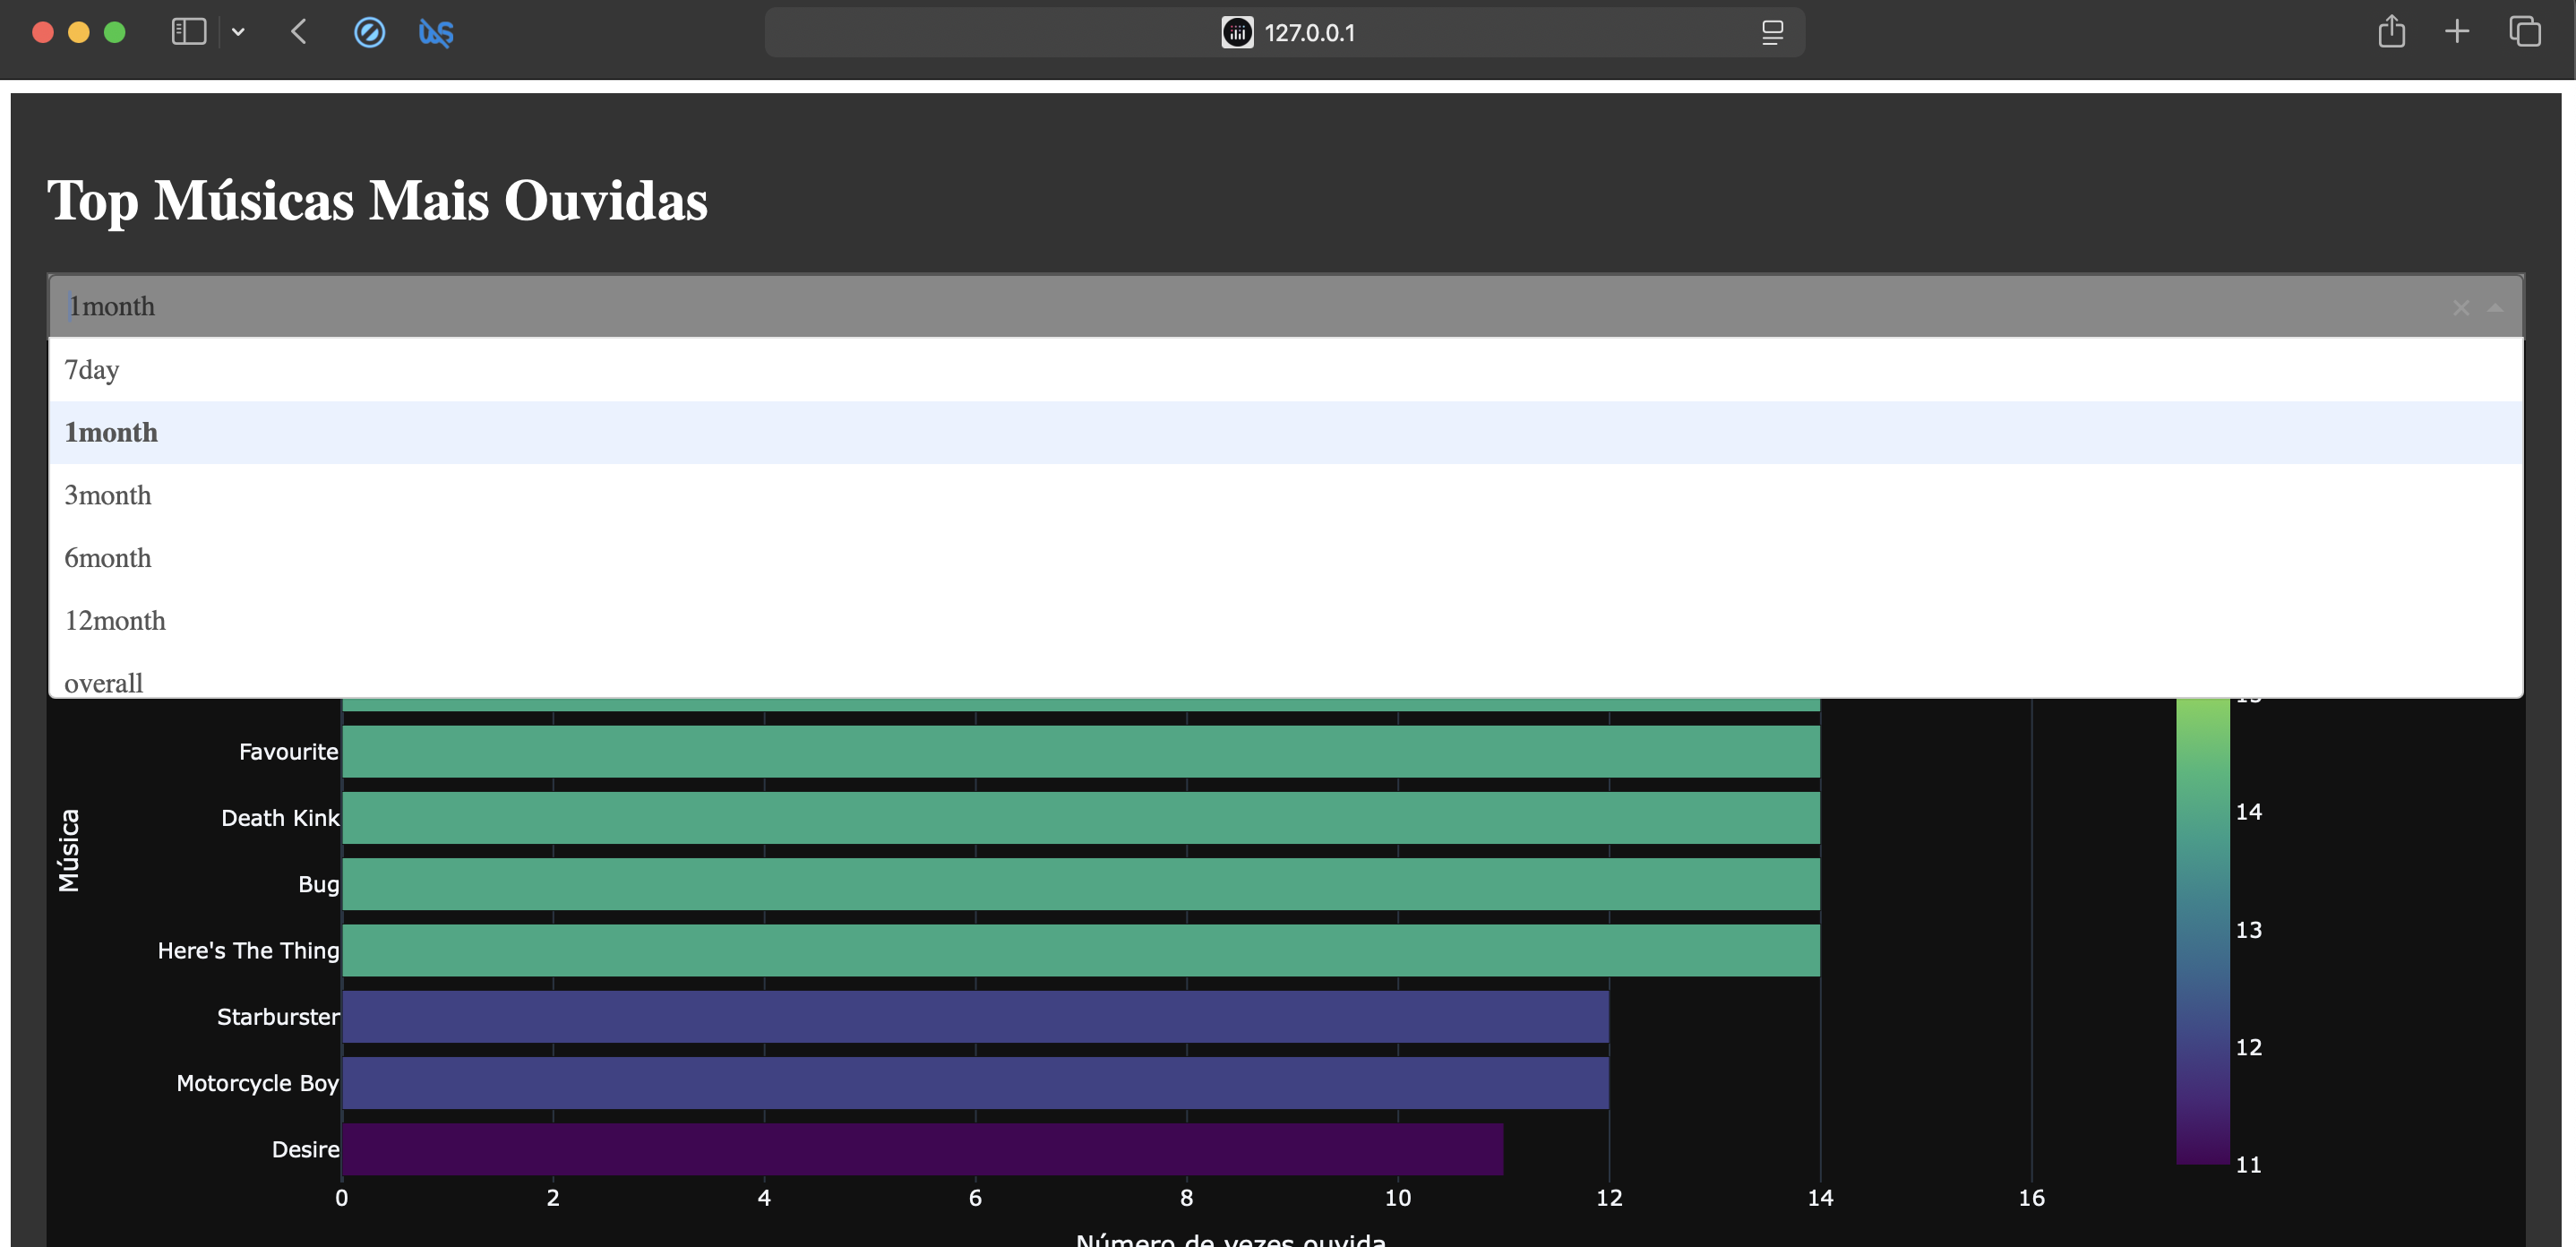 127.0.0.1
Top Músicas Mais Ouvidas
1month
7day
1month
3month
6month
12month
overall
Favourite
Death Kink
Bug
Here's The Thing
Starburster
Motorcycle Boy
Desire
Música
0 2 4 6 8 10 12 14 16
Número de vezes ouvida
14
13
12
11